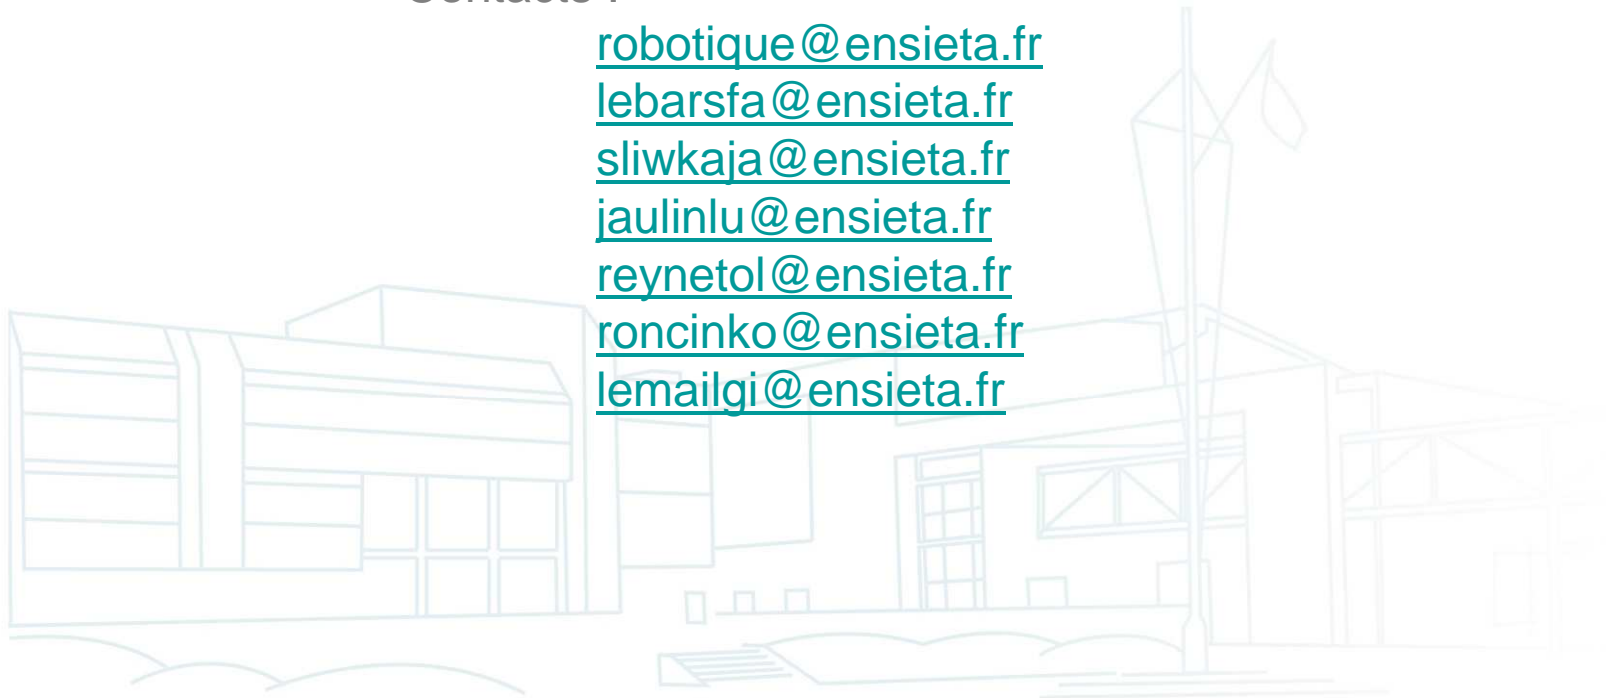 Contacts :
robotique@ensieta.fr
lebarsfa@ensieta.fr
sliwkaja@ensieta.fr
jaulinlu@ensieta.fr
reynetol@ensieta.fr
roncinko@ensieta.fr
lemailgi@ensieta.fr